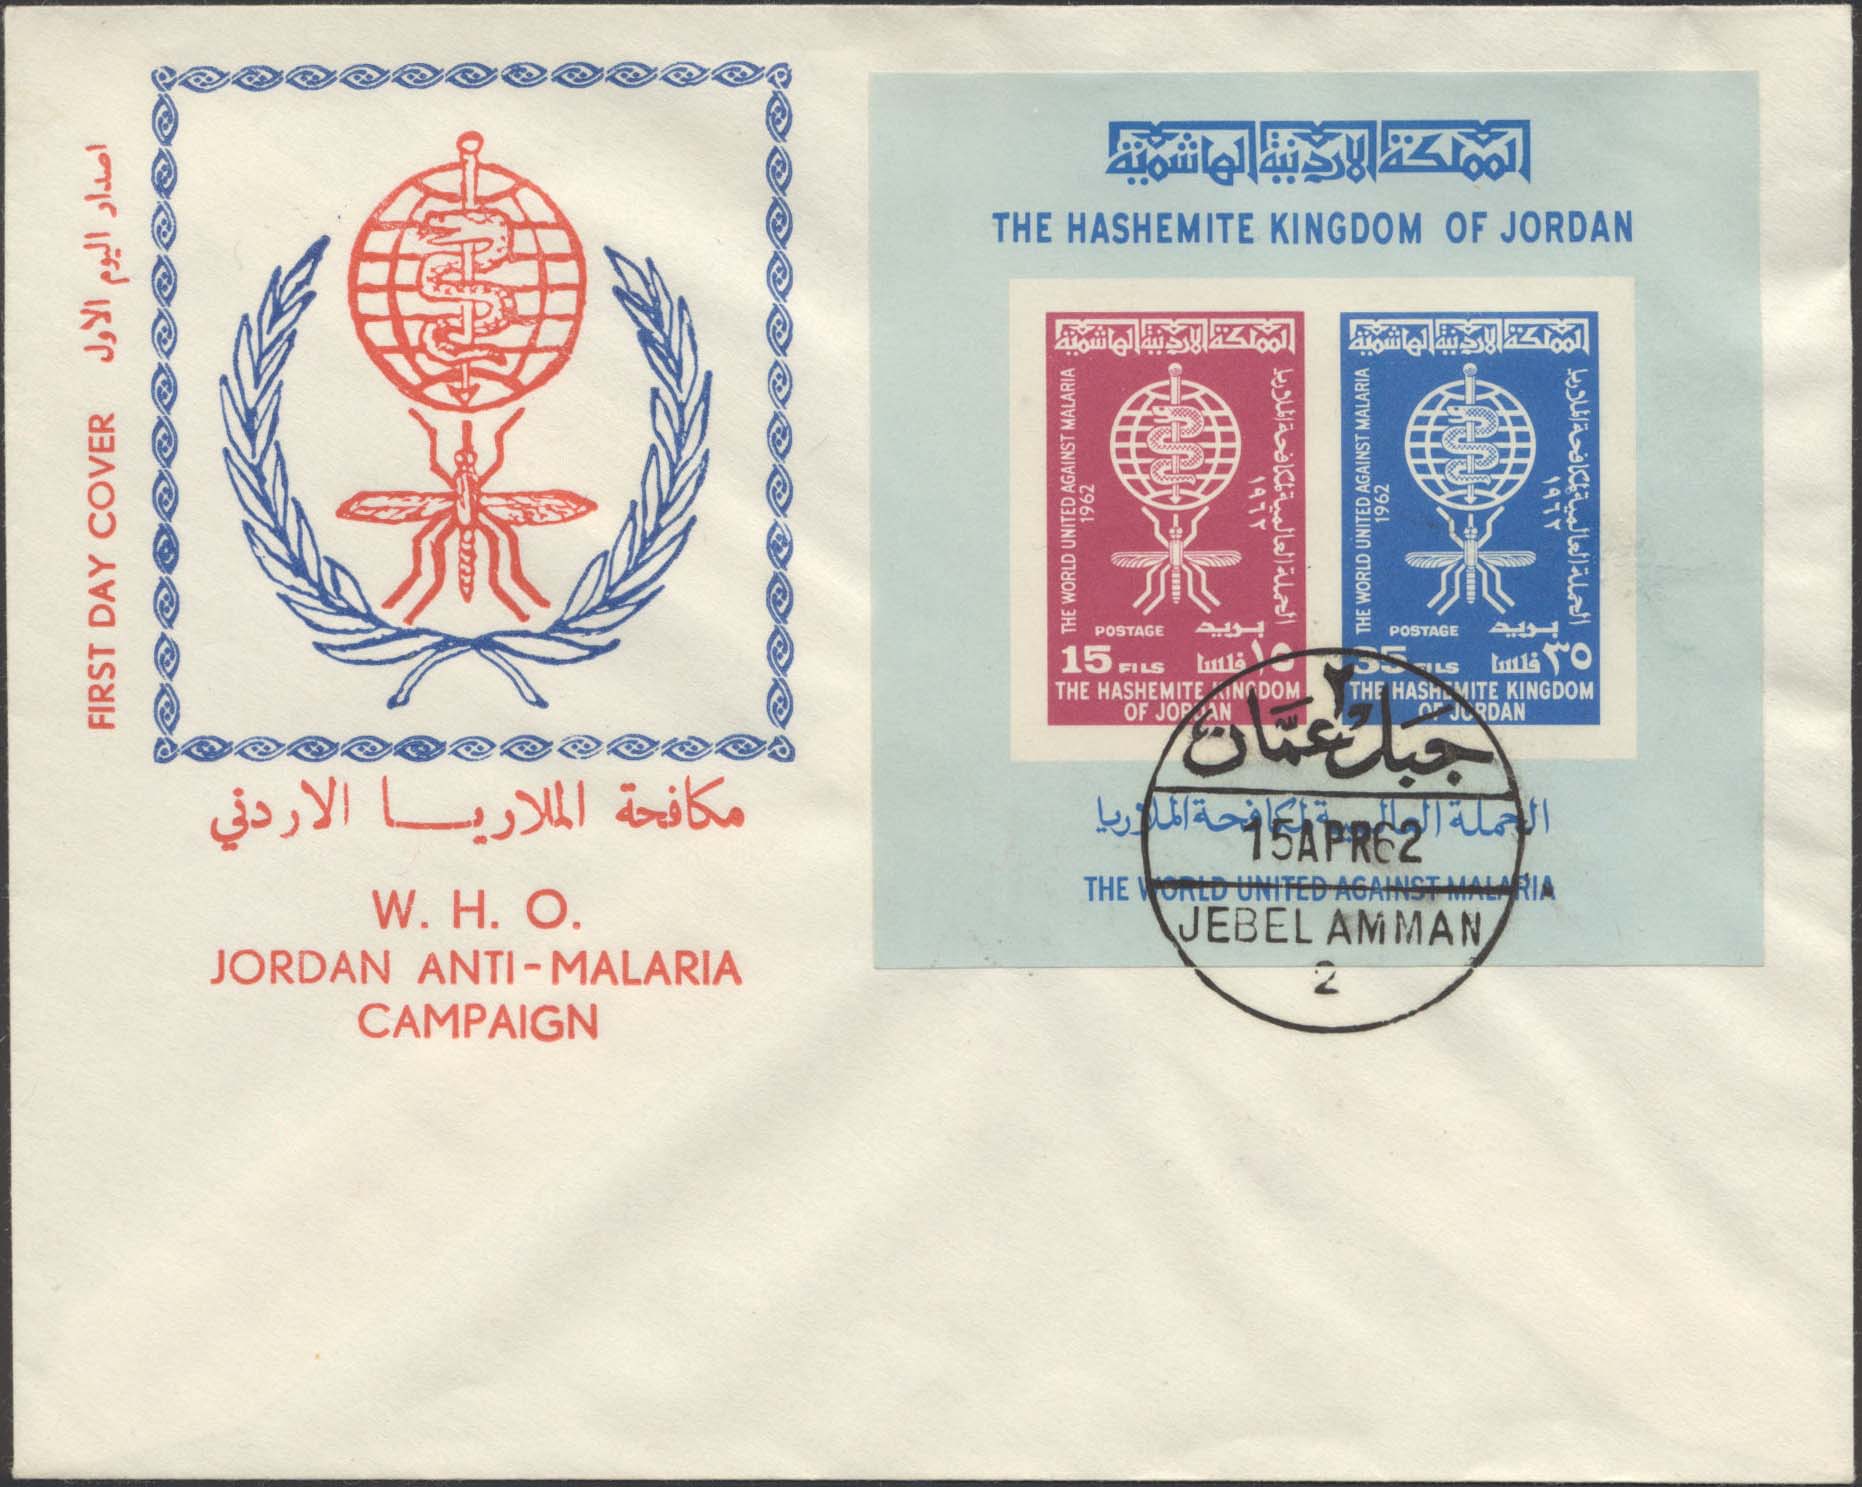 اصدار اليوم الاول
FIRST DAY COVER
مكافحة الملاريا الاردني
W. H. O.
JORDAN ANTI-MALARIA
CAMPAIGN
المملكة الاردنية الهاشمية
THE HASHEMITE KINGDOM OF JORDAN
المملكة الاردنية الهاشمية
THE WORLD UNITED AGAINST MALARIA
1962
الحملة العالمية لمكافحة الملاريا
١٩٦٢
POSTAGE بريد
15 FILS ١٥ فلسا
THE HASHEMITE KINGDOM
OF JORDAN
المملكة الاردنية الهاشمية
THE WORLD UNITED AGAINST MALARIA
1962
الحملة العالمية لمكافحة الملاريا
١٩٦٢
POSTAGE بريد
35 FILS ٣٥ فلسا
THE HASHEMITE KINGDOM
OF JORDAN
الحملة العالمية لمكافحة الملاريا
THE WORLD UNITED AGAINST MALARIA
٢
جَبَل عَمَّان
15APR62
JEBEL AMMAN
2